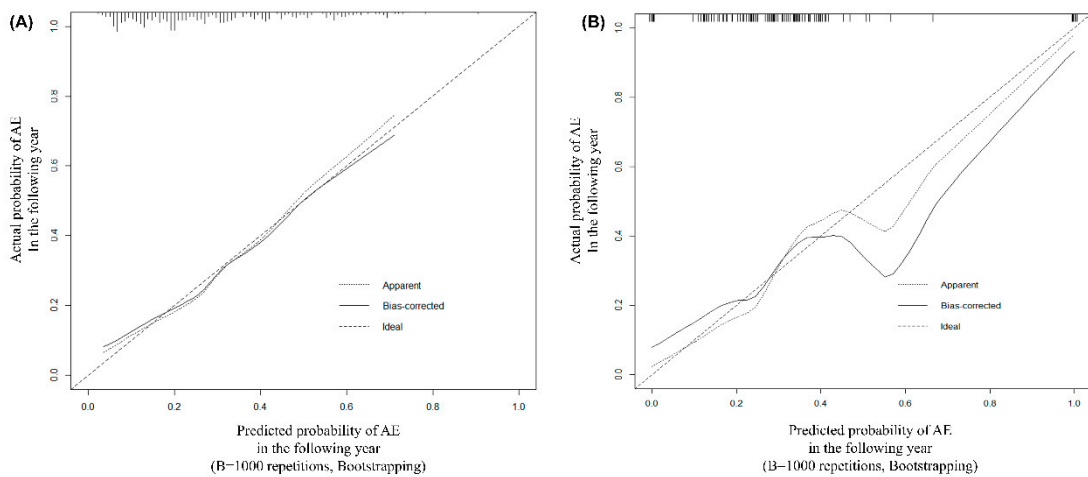 (A)
1.0
0.8
0.6
0.4
0.2
0.0
Actual probability of AE
In the following year
Apparent
Bias-corrected
Ideal
0.0 0.2 0.4 0.6 0.8 1.0
Predicted probability of AE
in the following year
(B=1000 repetitions, Bootstrapping)
(B)
1.0
0.8
0.6
0.4
0.2
0.0
Actual probability of AE
In the following year
Apparent
Bias-corrected
Ideal
0.0 0.2 0.4 0.6 0.8 1.0
Predicted probability of AE
in the following year
(B=1000 repetitions, Bootstrapping)